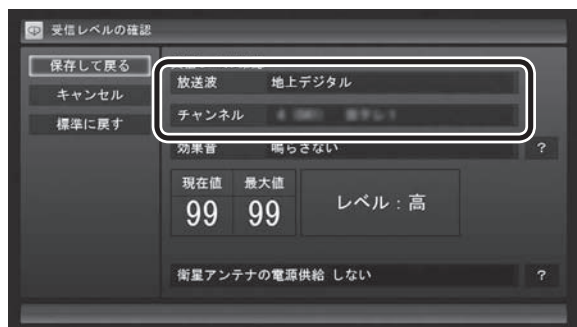 受信レベルの確認
保存して戻る
キャンセル
標準に戻す
放送波 地上デジタル
チャンネル
効果音 鳴らさない ?
現在値 最大値
99 99 レベル：高
衛星アンテナの電源供給 しない ?